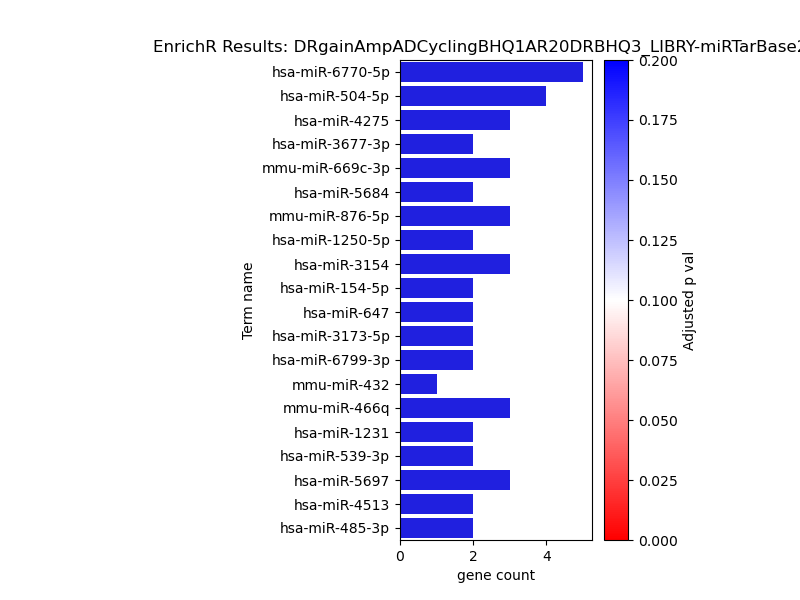 EnrichR Results: DRgainAmpADCyclingBHQ1AR20DRBHQ3_LIBRY-miRTarBase2
hsa-miR-6770-5p
hsa-miR-504-5p
hsa-miR-4275
hsa-miR-3677-3p
mmu-miR-669c-3p
hsa-miR-5684
mmu-miR-876-5p
hsa-miR-1250-5p
hsa-miR-3154
hsa-miR-154-5p
hsa-miR-647
hsa-miR-3173-5p
hsa-miR-6799-3p
mmu-miR-432
mmu-miR-466q
hsa-miR-1231
hsa-miR-539-3p
hsa-miR-5697
hsa-miR-4513
hsa-miR-485-3p
Term name
0 2 4
gene count
0.200
0.175
0.150
0.125
0.100
0.075
0.050
0.025
0.000
Adjusted p val